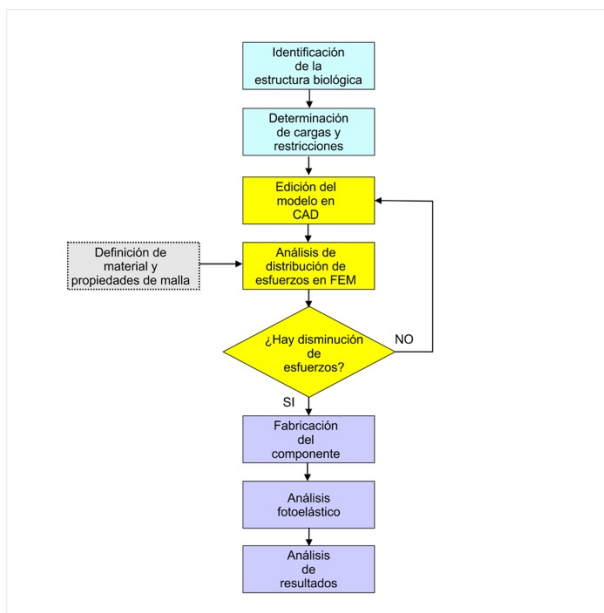 Identificación
de la
estructura biológica
Determinación
de cargas y
restricciones
Edición del
modelo en
CAD
Definición de
material y
propiedades de malla
Análisis de
distribución de
esfuerzos en FEM
¿Hay disminución
de
esfuerzos?
NO
SI
Fabricación
del
componente
Análisis
fotoelástico
Análisis
de
resultados